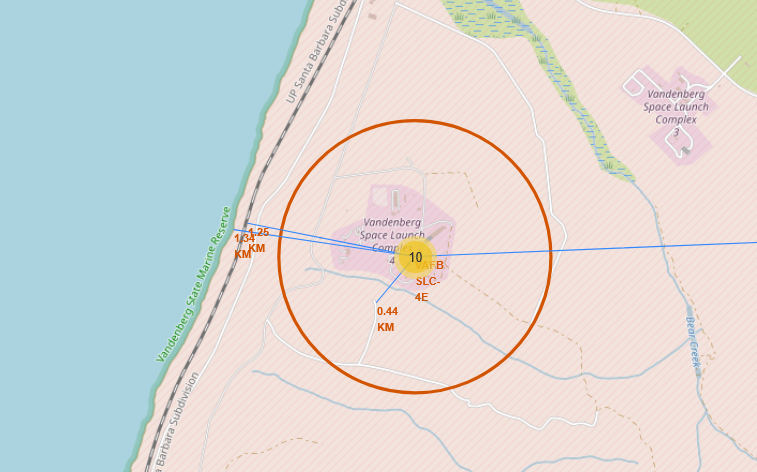 UP Santa Barbara Subd
Vandenberg
Space Launch
Complex
3
Vandenberg State Marine Reserve
Vandenberg
Space Launch
Complex
4
10
VAFB
SLC-
4E
1.25
KM
1.34
KM
0.44
KM
Bear Creek
a Barbara Subdivision